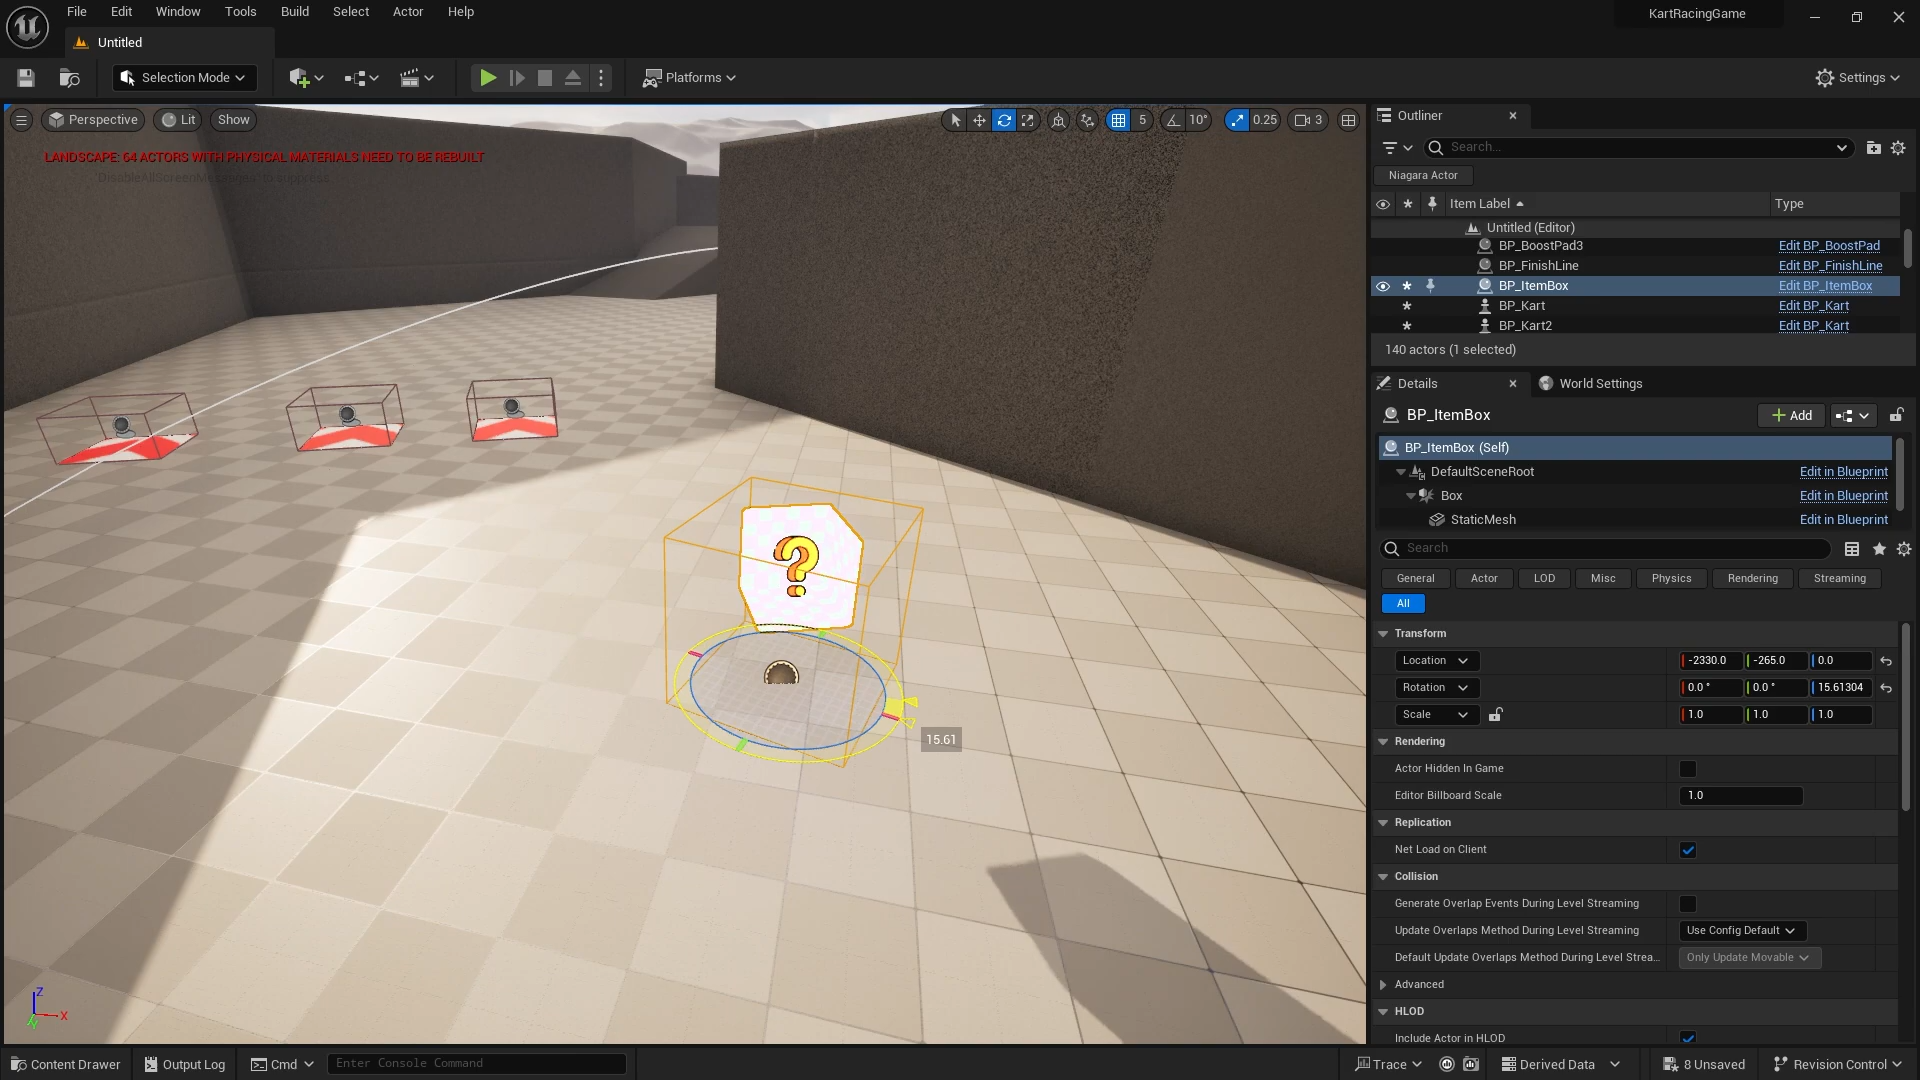 File Edit Window Tools Build Select Actor Help
KartRacingGame
Untitled
Selection Mode
Platforms
Settings
Perspective
Lit
Show
5
10°
0.25
3
LANDSCAPE: 64 ACTORS WITH PHYSICAL MATERIALS NEED TO BE REBUILT
?
15.61
Z
X
Y
Outliner
Search...
Niagara Actor
Item Label
Type
Untitled (Editor)
BP_BoostPad3 Edit BP_BoostPad
BP_FinishLine Edit BP_FinishLine
BP_ItemBox Edit BP_ItemBox
BP_Kart Edit BP_Kart
BP_Kart2 Edit BP_Kart
140 actors (1 selected)
Details
World Settings
BP_ItemBox
Add
BP_ItemBox (Self)
DefaultSceneRoot Edit in Blueprint
Box Edit in Blueprint
StaticMesh Edit in Blueprint
Search
General Actor LOD Misc Physics Rendering Streaming
All
Transform
Location -2330.0 -265.0 0.0
Rotation 0.0 ° 0.0 ° 15.61304
Scale 1.0 1.0 1.0
Rendering
Actor Hidden In Game
Editor Billboard Scale 1.0
Replication
Net Load on Client
Collision
Generate Overlap Events During Level Streaming
Update Overlaps Method During Level Streaming Use Config Default
Default Update Overlaps Method During Level Strea... Only Update Movable
Advanced
HLOD
Include Actor in HLOD
Content Drawer
Output Log
Cmd
Enter Console Command
Trace
Derived Data
8 Unsaved
Revision Control